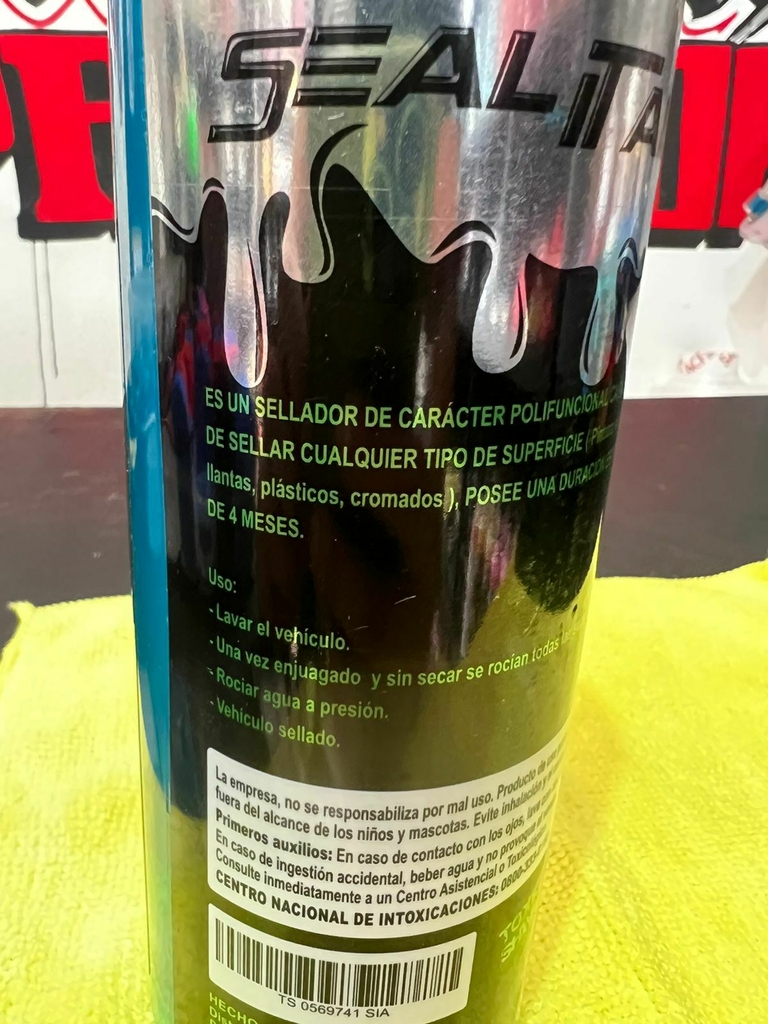 SEALITA
ES UN SELLADOR DE CARÁCTER POLIFUNCIONAL
DE SELLAR CUALQUIER TIPO DE SUPERFICIE (
llantas, plásticos, cromados ), POSEE UNA DURACIÓN
DE 4 MESES.
Uso:
- Lavar el vehículo.
- Una vez enjuagado y sin secar se rocían todas
- Rociar agua a presión.
- Vehículo sellado.
La empresa, no se responsabiliza por mal uso. Producto de
fuera del alcance de los niños y mascotas. Evite inhalación y
Primeros auxilios: En caso de contacto con los ojos, lave
En caso de ingestión accidental, beber agua y no provoque
Consulte inmediatamente a un Centro Asistencial o
CENTRO NACIONAL DE INTOXICACIONES: 0800-333-
TS 0569741 SIA
HECHO